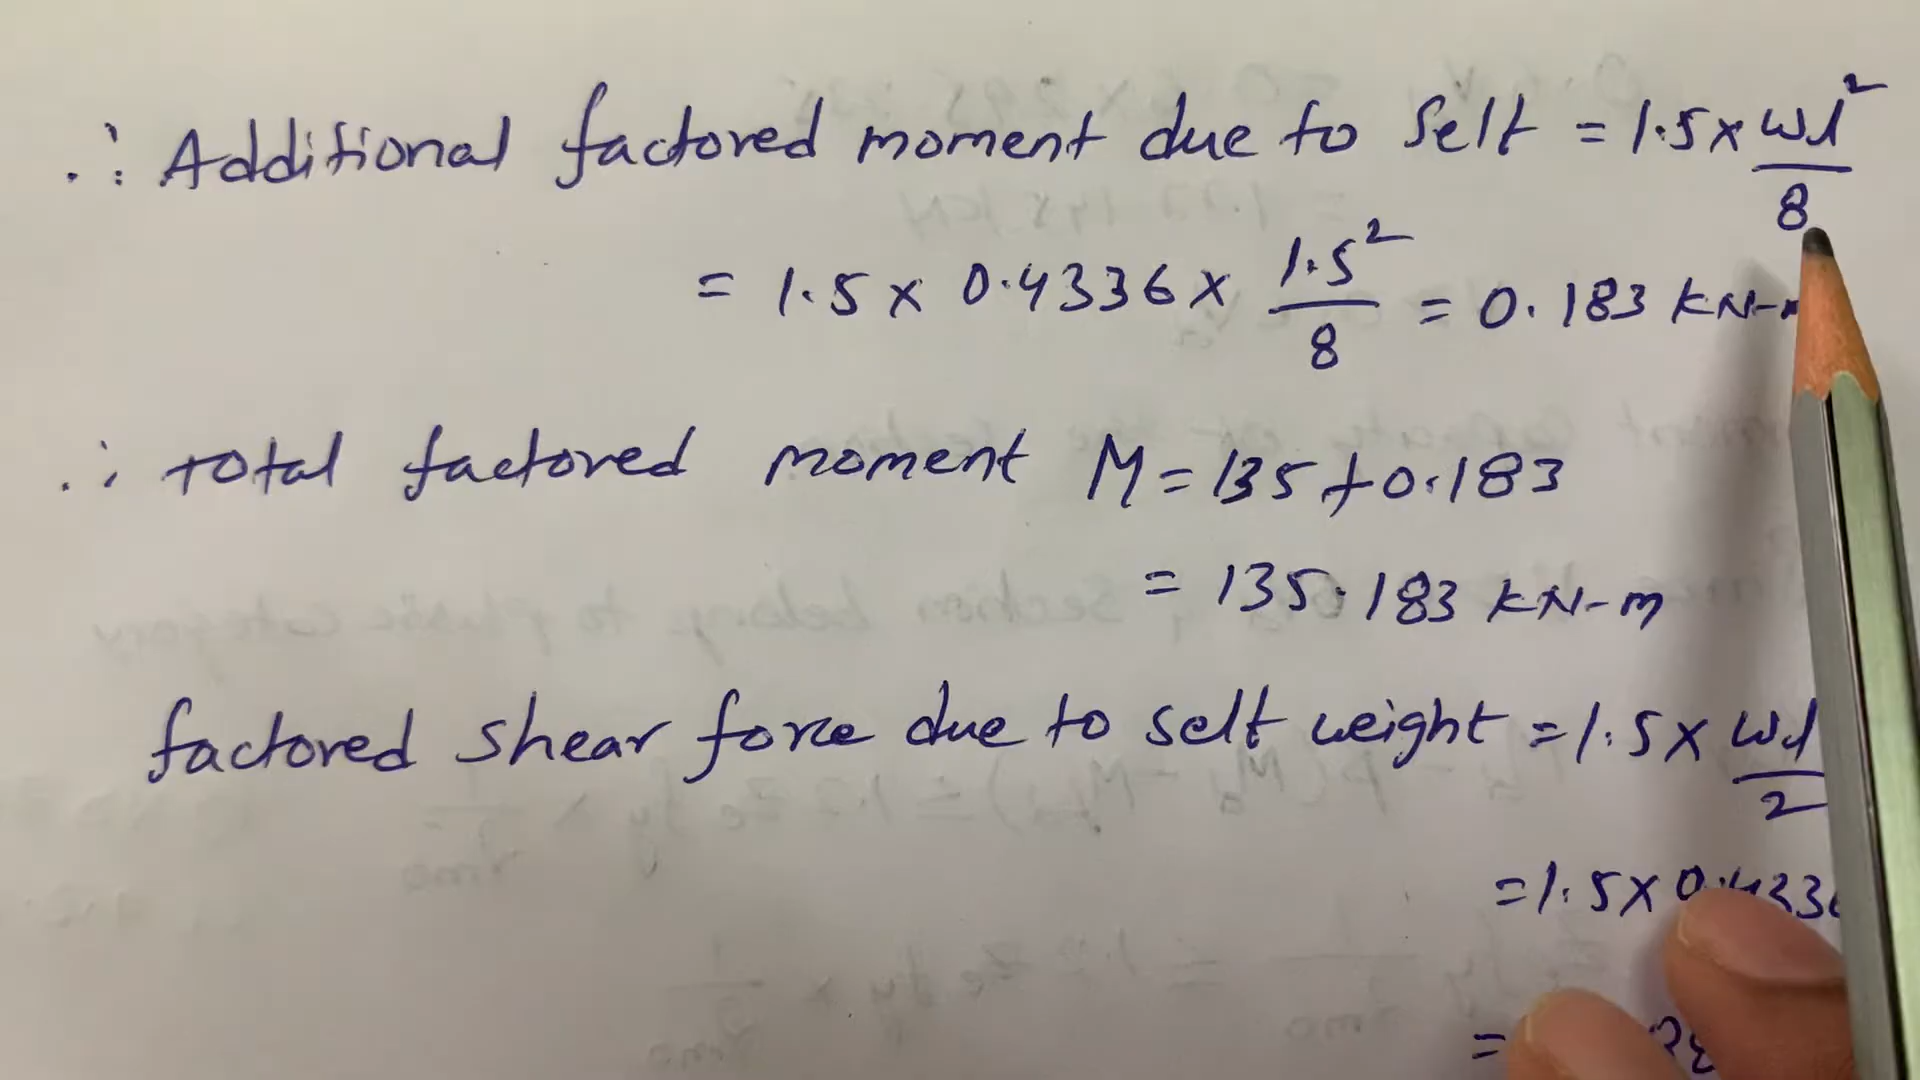 ∴ Additional factored moment due to Self = 1.5 x wl²/8
= 1.5 x 0.4336 x 1.5²/8 = 0.183 kN-m
∴ Total factored moment M = 135 + 0.183
= 135.183 kN-m
factored shear force due to self weight = 1.5 x wl/2
= 1.5 x 0.4336
=